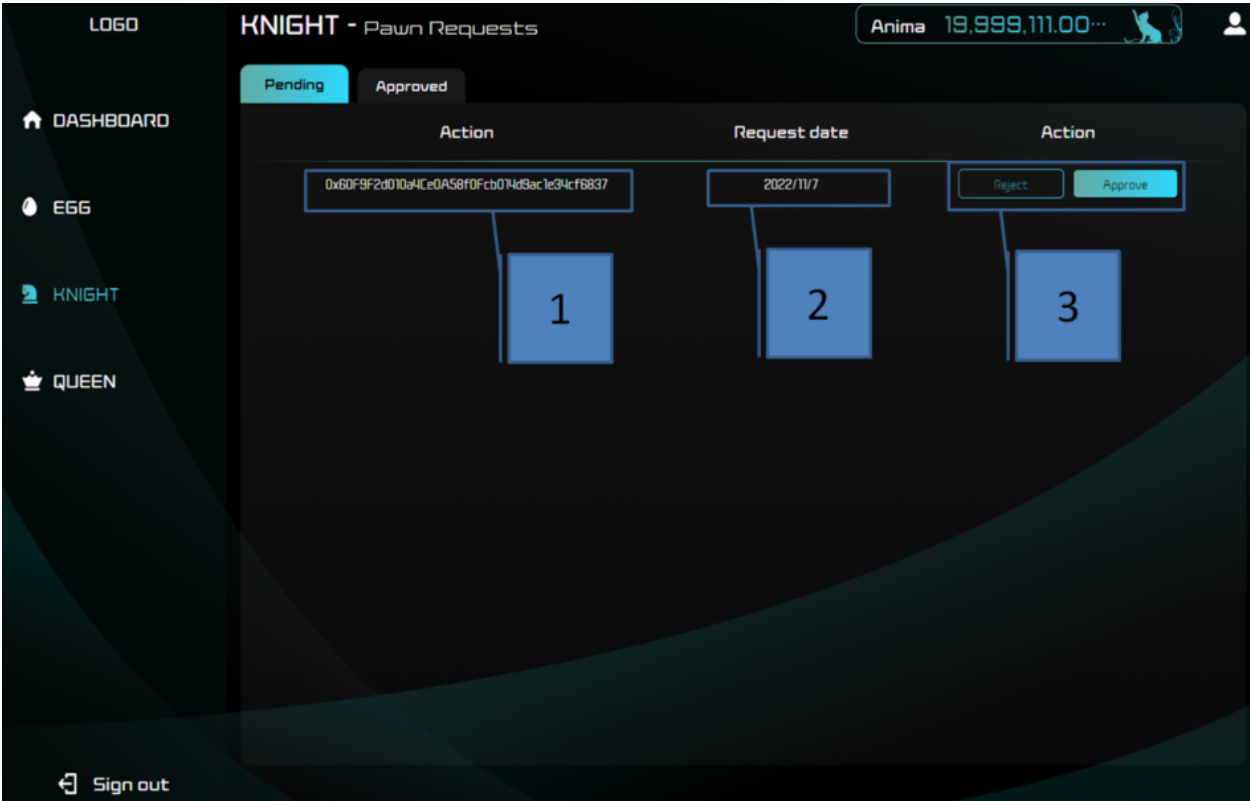 LOGO
KNIGHT - Pawn Requests
Anima 19,999,111.00···
Pending
Approved
DASHBOARD
Action
Request date
Action
0x60F9F2d010a4Ce0A58f0Fcb014d9ac1e34cf6837
2022/11/7
Reject
Approve
EGG
1
2
3
KNIGHT
QUEEN
Sign out